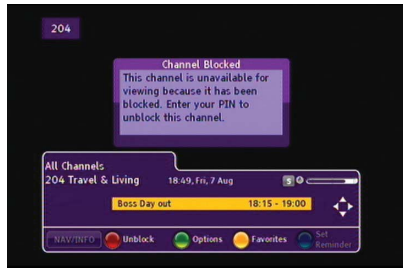 204
Channel Blocked
This channel is unavailable for
viewing because it has been
blocked. Enter your PIN to
unblock this channel.
All Channels
204 Travel & Living 18:49, Fri, 7 Aug S
Boss Day out 18:15 - 19:00
NAV/INFO Unblock Options Favorites Set
Reminder